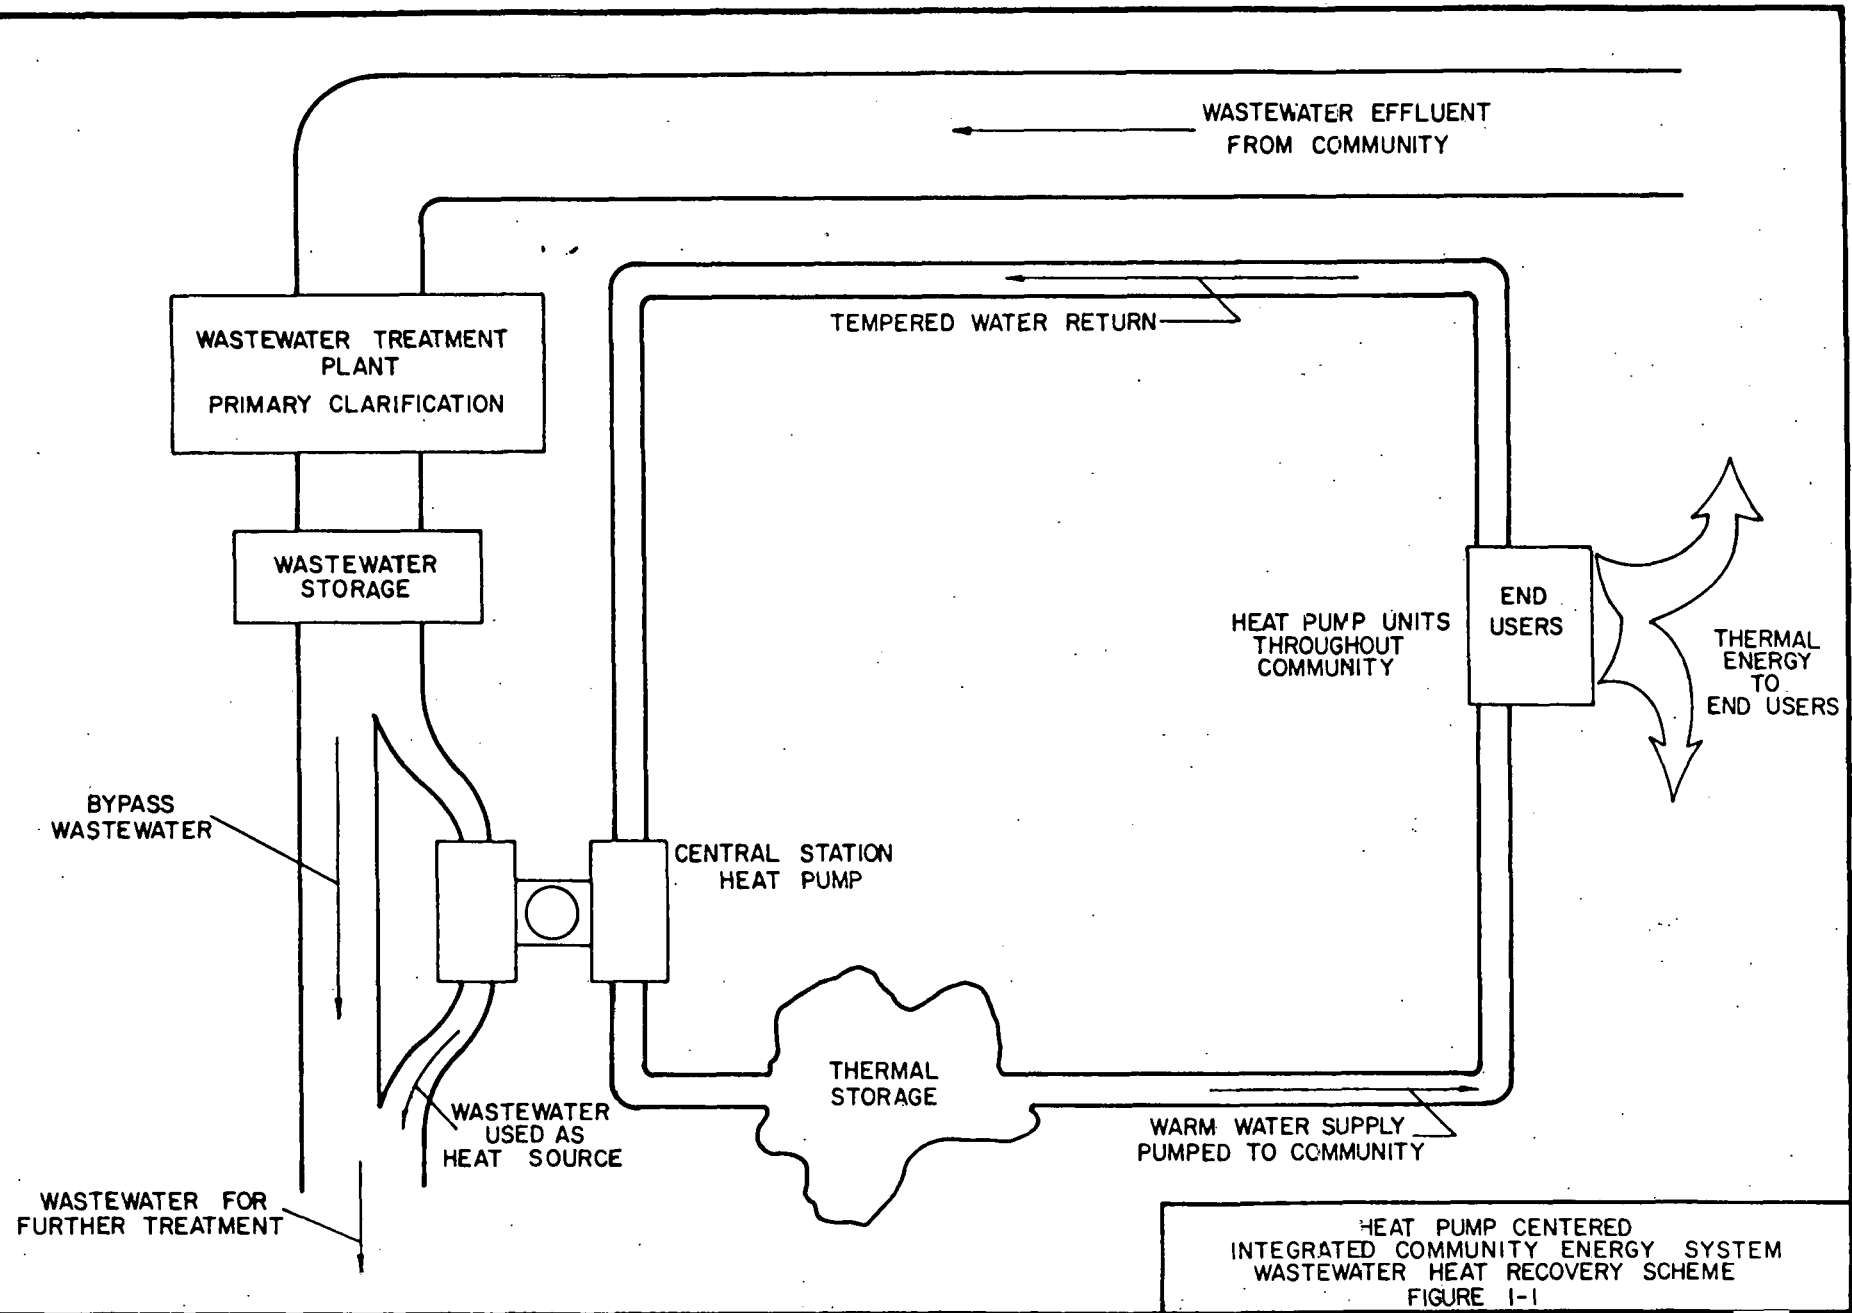 WASTEWATER EFFLUENT
FROM COMMUNITY
TEMPERED WATER RETURN
WASTEWATER TREATMENT
PLANT
PRIMARY CLARIFICATION
WASTEWATER
STORAGE
END
USERS
HEAT PUMP UNITS
THROUGHOUT
COMMUNITY
THERMAL
ENERGY
TO
END USERS
BYPASS
WASTEWATER
CENTRAL STATION
HEAT PUMP
THERMAL
STORAGE
WASTEWATER
USED AS
HEAT SOURCE
WARM WATER SUPPLY
PUMPED TO COMMUNITY
WASTEWATER FOR
FURTHER TREATMENT
HEAT PUMP CENTERED
INTEGRATED COMMUNITY ENERGY SYSTEM
WASTEWATER HEAT RECOVERY SCHEME
FIGURE 1-1